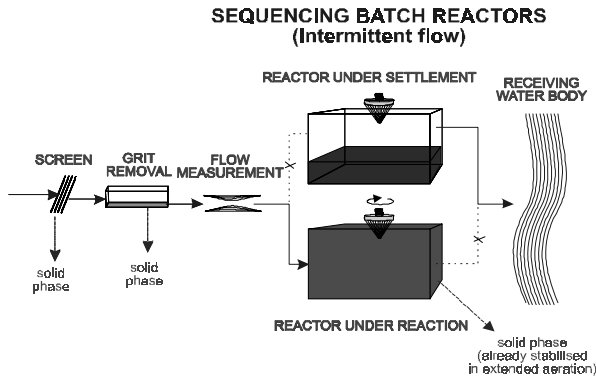 SEQUENCING BATCH REACTORS
(Intermittent flow)
REACTOR UNDER SETTLEMENT
RECEIVING
WATER BODY
SCREEN
GRIT
REMOVAL
FLOW
MEASUREMENT
X
X
solid
phase
solid
phase
REACTOR UNDER REACTION
solid phase
(already stabilised
in extended aeration)